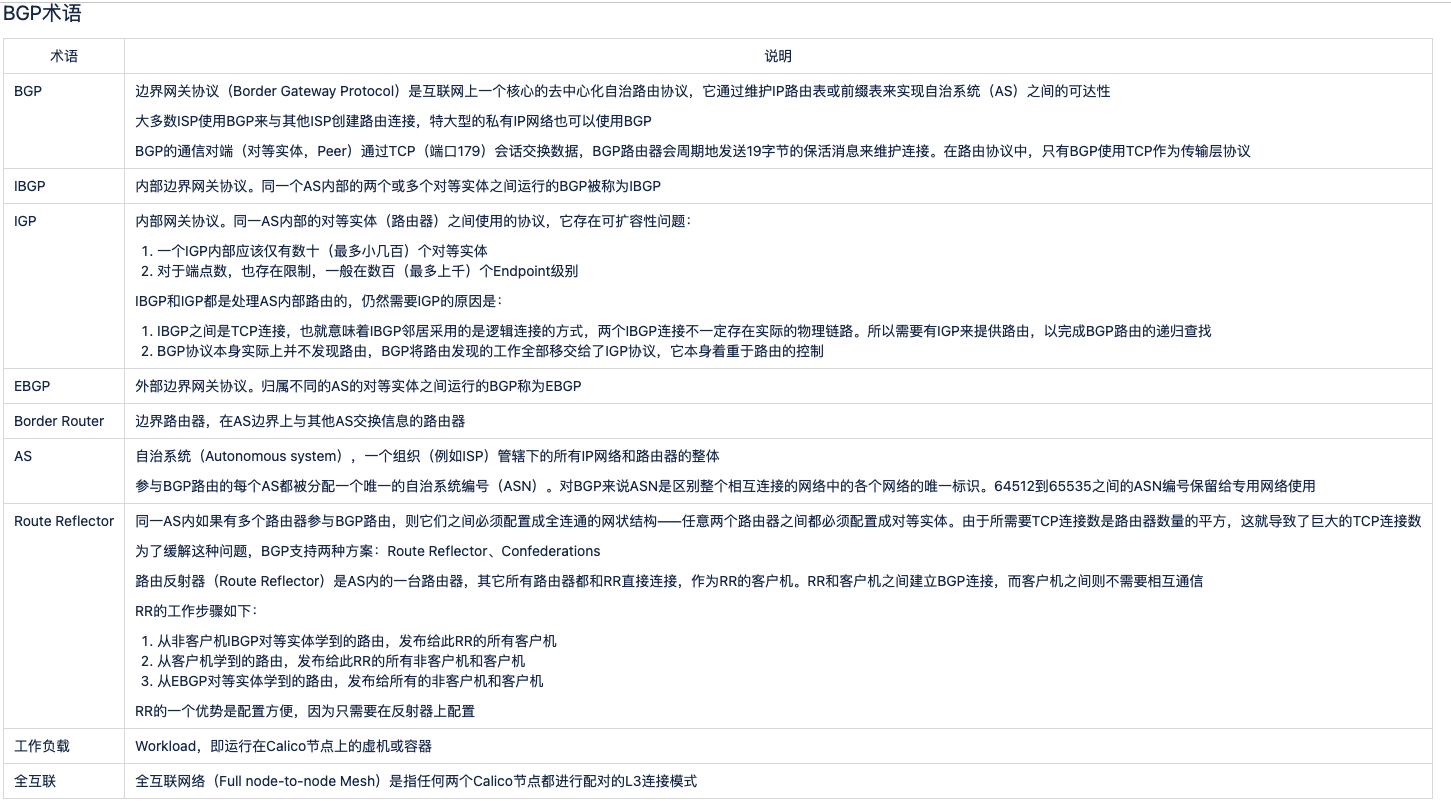 BGP术语
术语
说明
BGP
边界网关协议（Border Gateway Protocol）是互联网上一个核心的去中心化自治路由协议，它通过维护IP路由表或前缀表来实现自治系统（AS）之间的可达性
大多数ISP使用BGP来与其他ISP创建路由连接，特大型的私有IP网络也可以使用BGP
BGP的通信对端（对等实体，Peer）通过TCP（端口179）会话交换数据，BGP路由器会周期地发送19字节的保活消息来维护连接。在路由协议中，只有BGP使用TCP作为传输层协议
IBGP
内部边界网关协议。同一个AS内部的两个或多个对等实体之间运行的BGP被称为IBGP
IGP
内部网关协议。同一AS内部的对等实体（路由器）之间使用的协议，它存在可扩容性问题：
1. 一个IGP内部应该仅有数十（最多小几百）个对等实体
2. 对于端点数，也存在限制，一般在数百（最多上千）个Endpoint级别
IBGP和IGP都是处理AS内部路由的，仍然需要IGP的原因是：
1. IBGP之间是TCP连接，也就意味着IBGP邻居采用的是逻辑连接的方式，两个IBGP连接不一定存在实际的物理链路。所以需要有IGP来提供路由，以完成BGP路由的递归查找
2. BGP协议本身实际上并不发现路由，BGP将路由发现的工作全部移交给了IGP协议，它本身着重于路由的控制
EBGP
外部边界网关协议。归属不同的AS的对等实体之间运行的BGP称为EBGP
Border Router
边界路由器，在AS边界上与其他AS交换信息的路由器
AS
自治系统（Autonomous system），一个组织（例如ISP）管辖下的所有IP网络和路由器的整体
参与BGP路由的每个AS都被分配一个唯一的自治系统编号（ASN）。对BGP来说ASN是区别整个相互连接的网络中的各个网络的唯一标识。64512到65535之间的ASN编号保留给专用网络使用
Route Reflector
同一AS内如果有多个路由器参与BGP路由，则它们之间必须配置成全连通的网状结构——任意两个路由器之间都必须配置成对等实体。由于所需要TCP连接数是路由器数量的平方，这就导致了巨大的TCP连接数
为了缓解这种问题，BGP支持两种方案：Route Reflector、Confederations
路由反射器（Route Reflector）是AS内的一台路由器，其它所有路由器都和RR直接连接，作为RR的客户机。RR和客户机之间建立BGP连接，而客户机之间则不需要相互通信
RR的工作步骤如下：
1. 从非客户机IBGP对等实体学到的路由，发布给此RR的所有客户机
2. 从客户机学到的路由，发布给此RR的所有非客户机和客户机
3. 从EBGP对等实体学到的路由，发布给所有的非客户机和客户机
RR的一个优势是配置方便，因为只需要在反射器上配置
工作负载
Workload，即运行在Calico节点上的虚机或容器
全互联
全互联网络（Full node-to-node Mesh）是指任何两个Calico节点都进行配对的L3连接模式